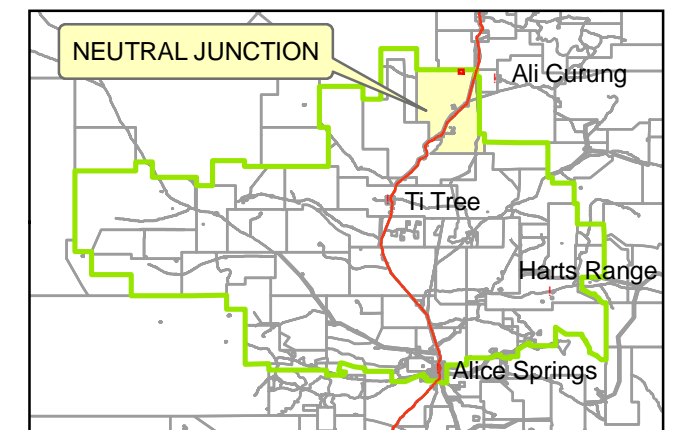 NEUTRAL JUNCTION
Ali Curung
Ti Tree
Harts Range
Alice Springs